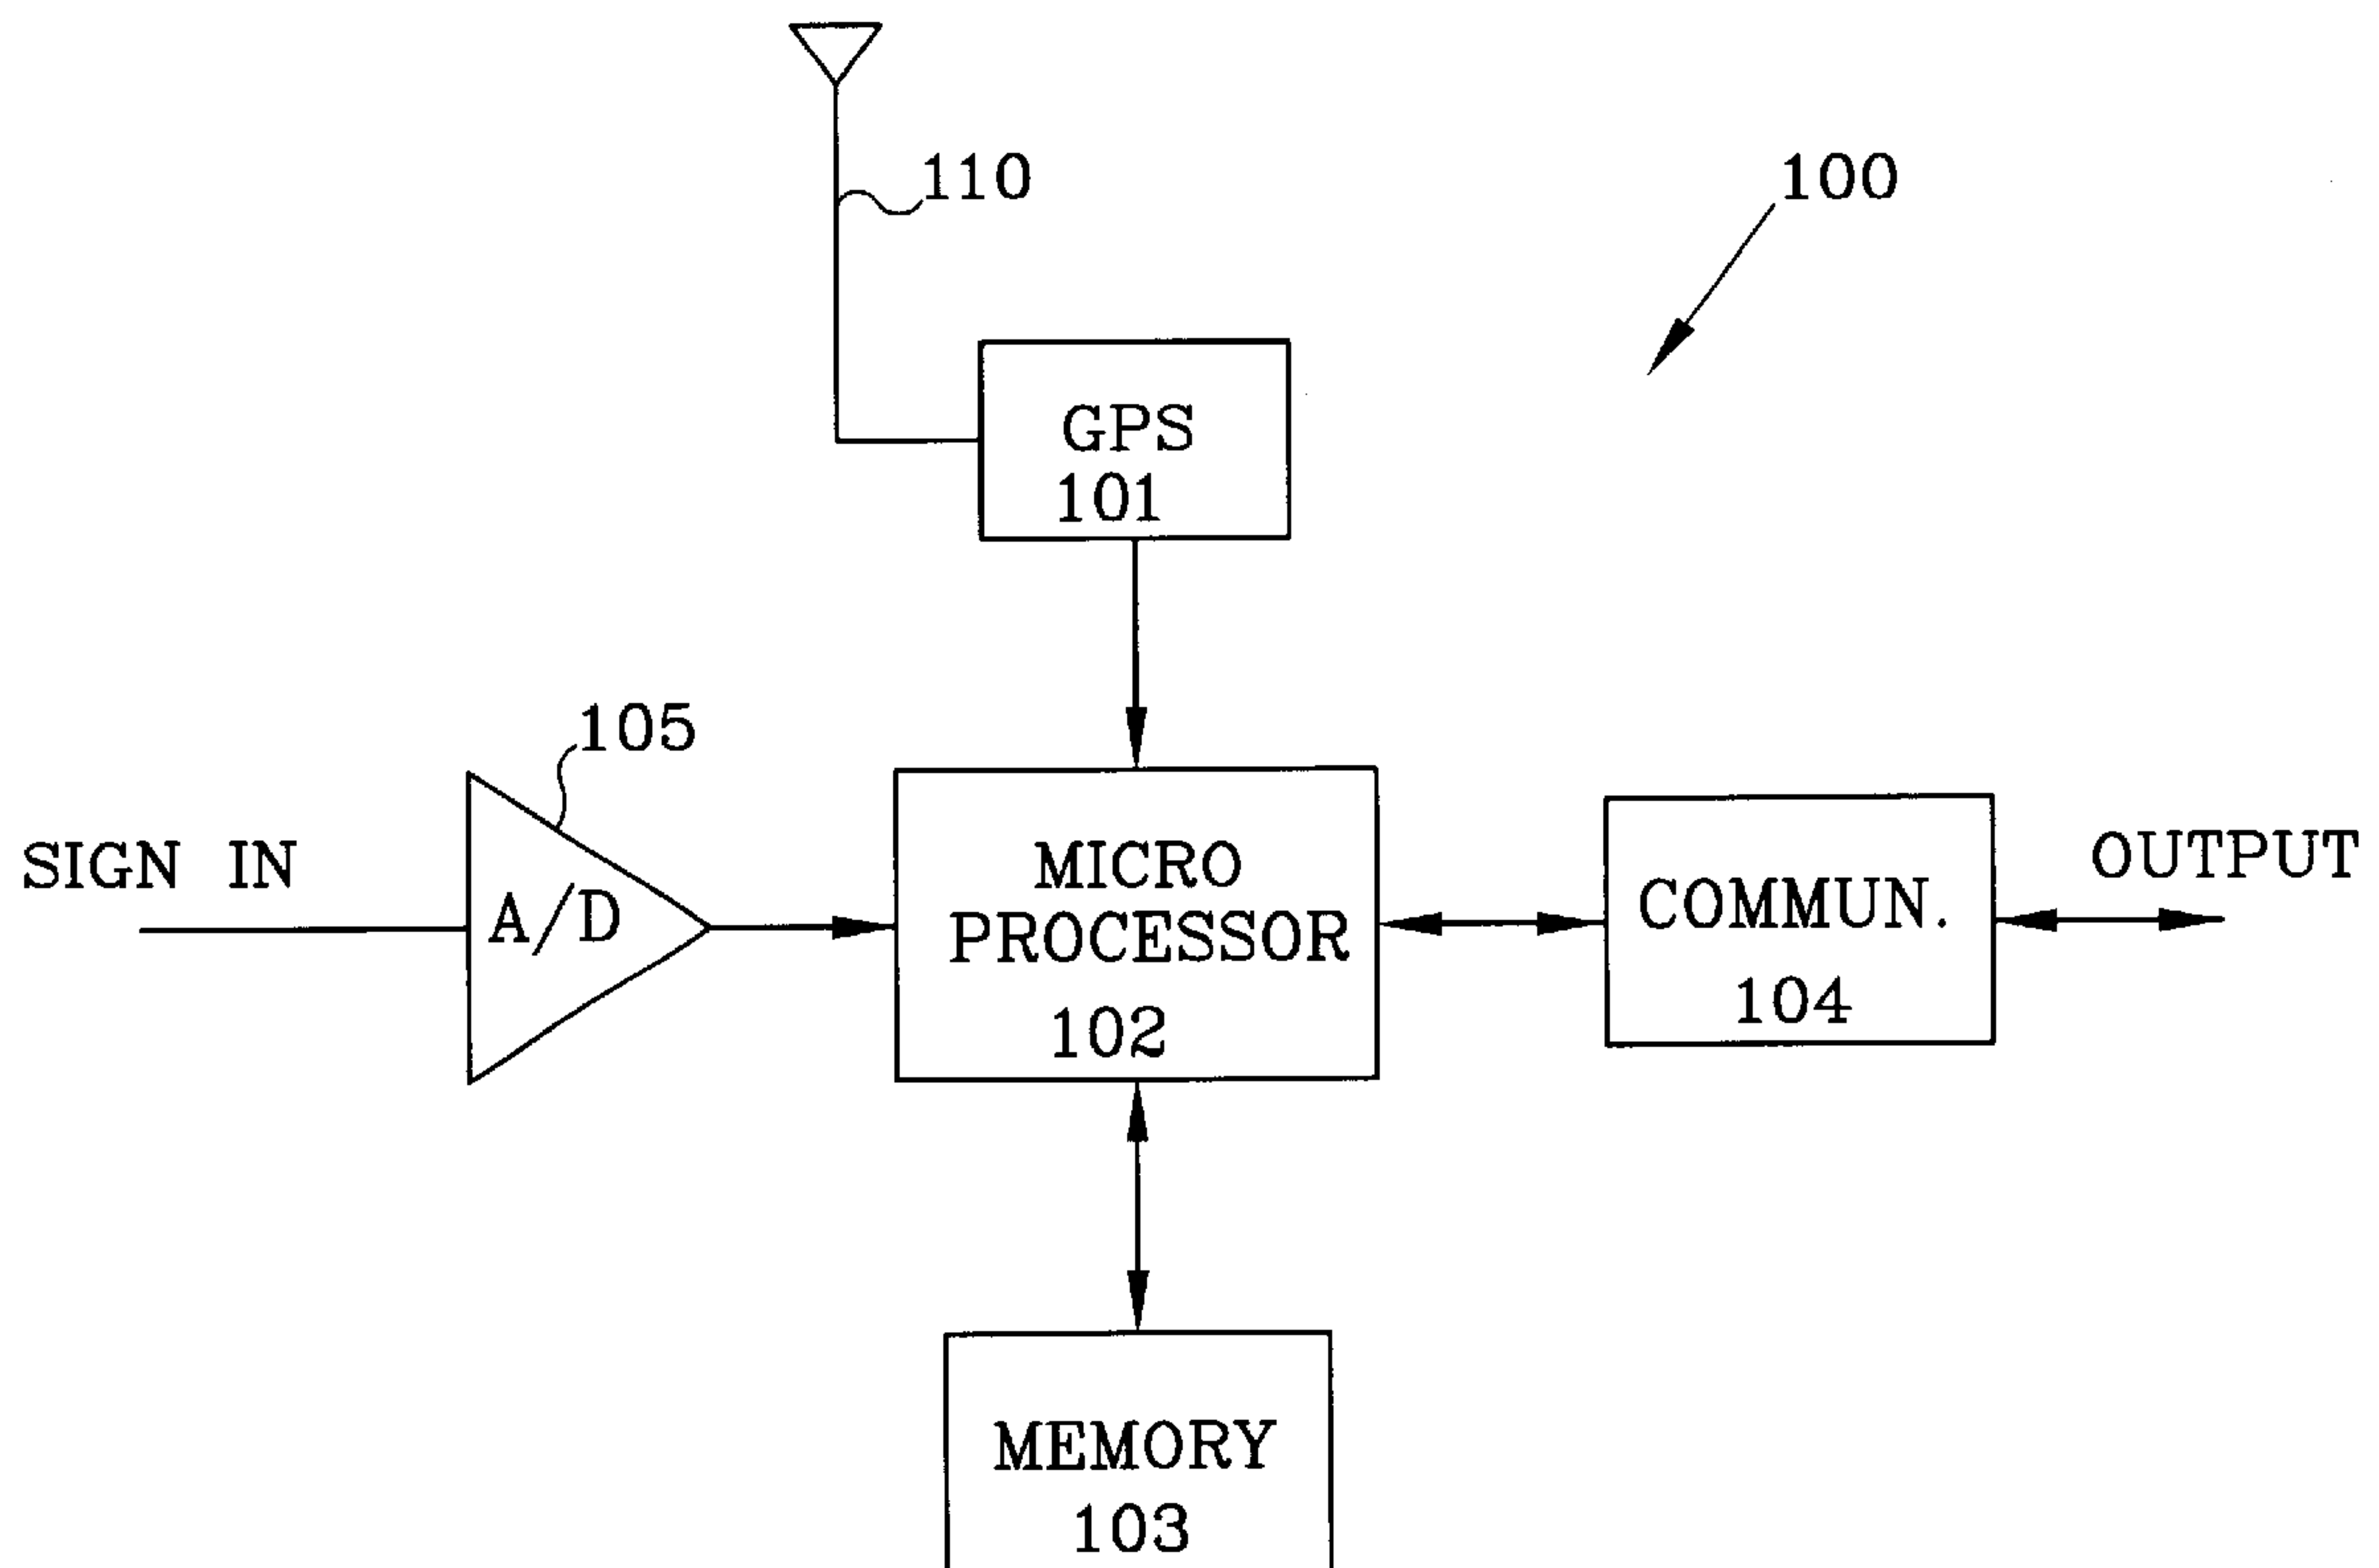 110
100
GPS
101
105
SIGN IN
A/D
MICRO
PROCESSOR
102
COMMUN.
104
OUTPUT
MEMORY
103